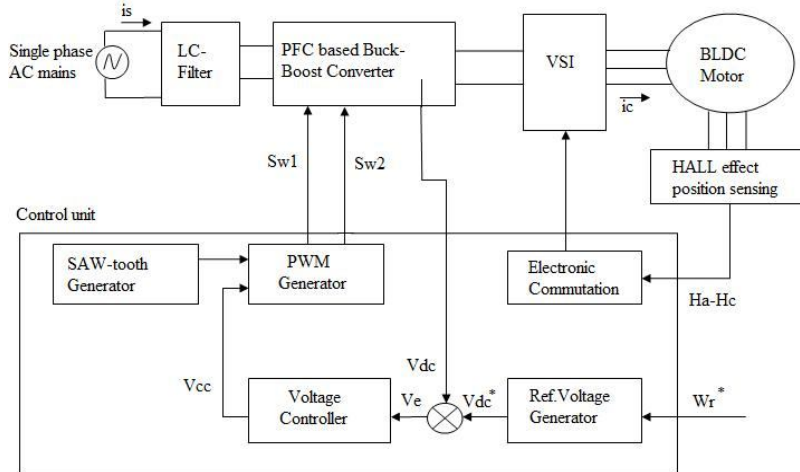 is
Single phase
AC mains
LC-
Filter
PFC based Buck-
Boost Converter
VSI
BLDC
Motor
ic
Sw1
Sw2
HALL effect
position sensing
Control unit
SAW-tooth
Generator
PWM
Generator
Electronic
Commutation
Ha-Hc
Vcc
Vdc
Voltage
Controller
Ve
Vdc*
Ref.Voltage
Generator
Wr*